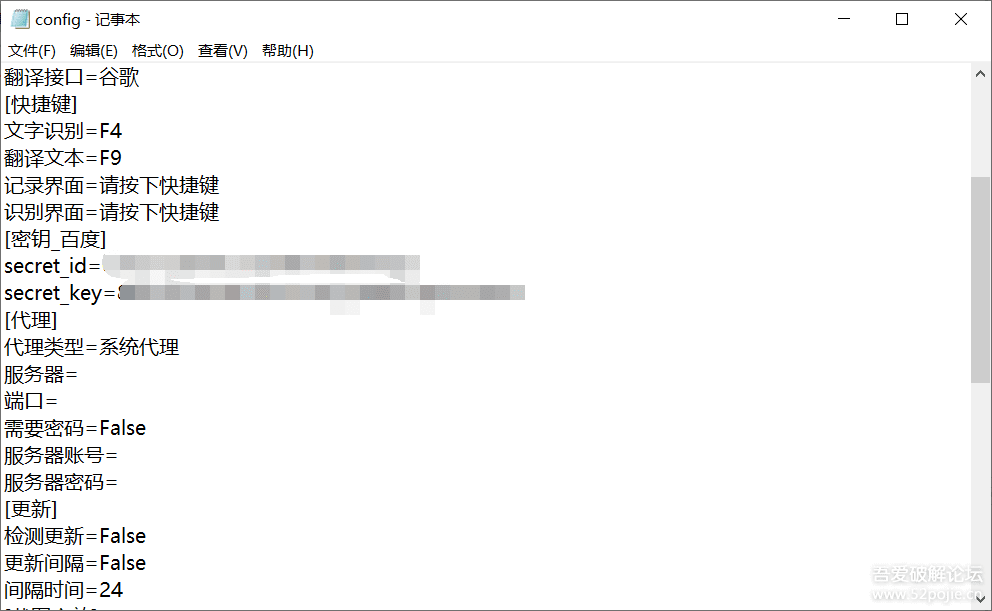 config - 记事本
文件(F) 编辑(E) 格式(O) 查看(V) 帮助(H)
翻译接口=谷歌
[快捷键]
文字识别=F4
翻译文本=F9
记录界面=请按下快捷键
识别界面=请按下快捷键
[密钥_百度]
secret_id=
secret_key=
[代理]
代理类型=系统代理
服务器=
端口=
需要密码=False
服务器账号=
服务器密码=
[更新]
检测更新=False
更新间隔=False
间隔时间=24
吾爱破解论坛
www.52pojie.cn